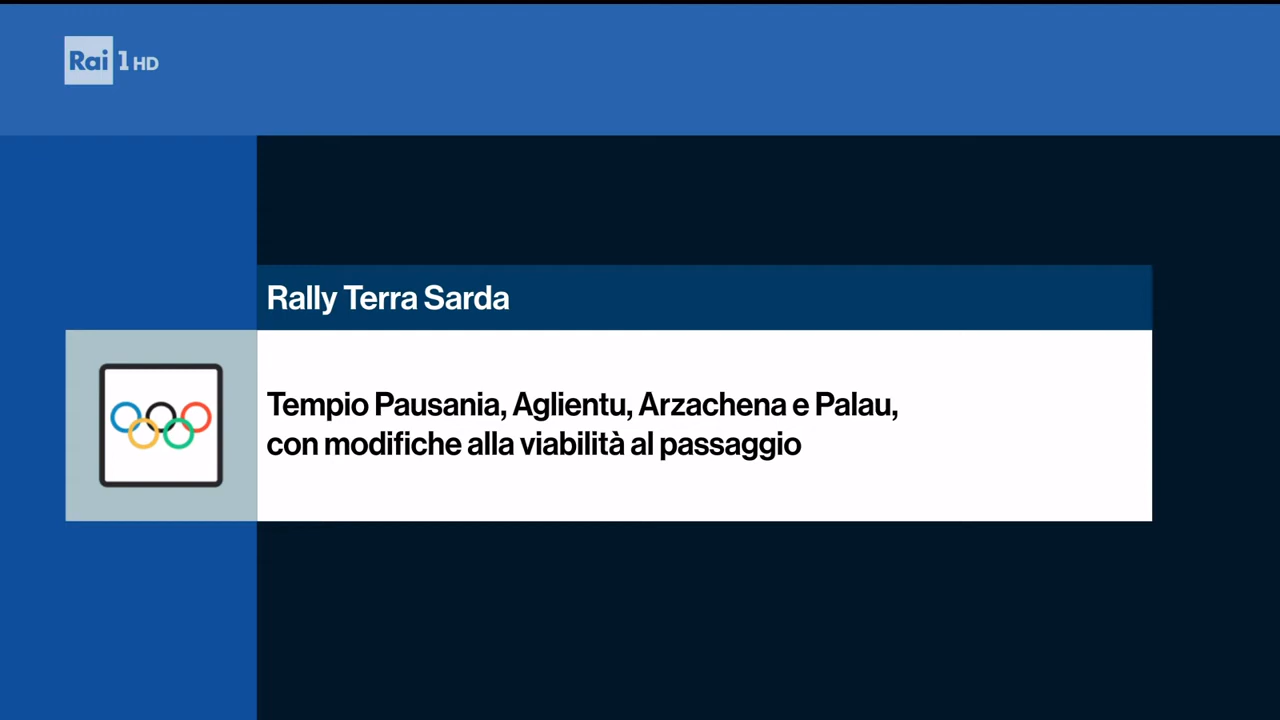 Rai 1 HD
Rally Terra Sarda
Tempio Pausania, Aglientu, Arzachena e Palau,
con modifiche alla viabilità al passaggio